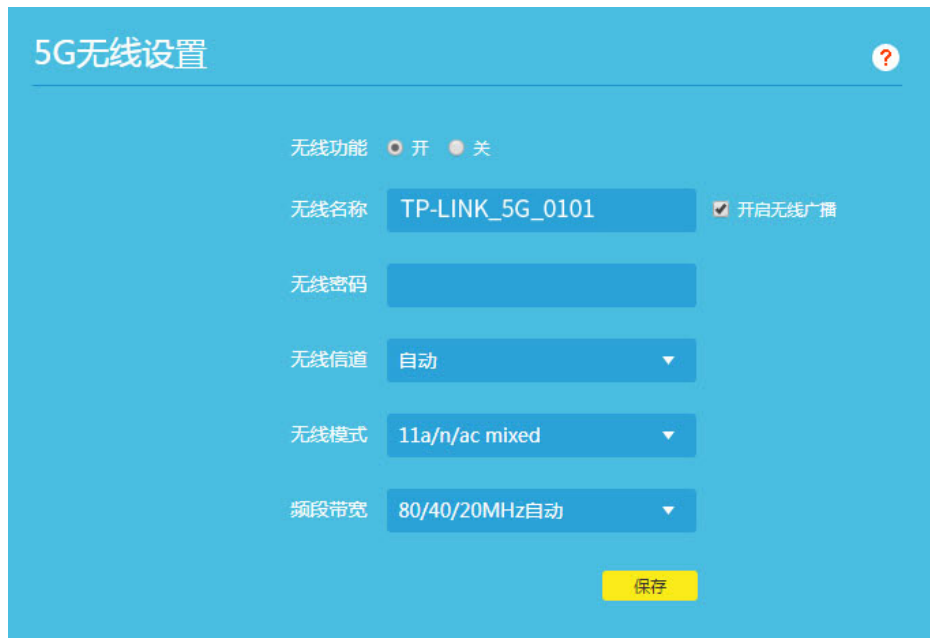 5G无线设置
?
无线功能 开 关
无线名称 TP-LINK_5G_0101 开启无线广播
无线密码
无线信道 自动
无线模式 11a/n/ac mixed
频段带宽 80/40/20MHz自动
保存